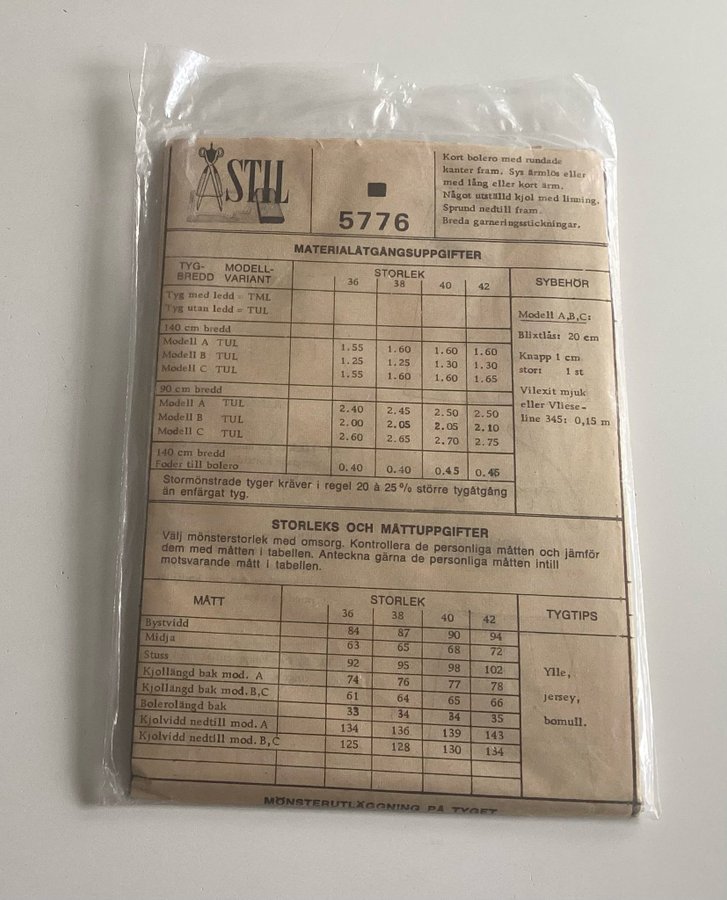 STIL
5776
Kort bolero med rundade
kanter fram. Sys ärmlös eller
med lång eller kort ärm.
Något utställd kjol med linning.
Sprund nedtill fram.
Breda garneringsstickningar.
MATERIALÅTGÅNGSUPPGIFTER
TYG- MODELL- STORLEK
BREDD VARIANT 36 38 40 42 SYBEHÖR
Tyg med ledd = TML
Tyg utan ledd = TUL
140 cm bredd
Modell A TUL 1.55 1.60 1.60 1.60
Modell B TUL 1.25 1.25 1.30 1.30
Modell C TUL 1.55 1.60 1.60 1.65
90 cm bredd
Modell A TUL 2.40 2.45 2.50 2.50
Modell B TUL 2.00 2.05 2.05 2.10
Modell C TUL 2.60 2.65 2.70 2.75
140 cm bredd
Foder till bolero 0.40 0.40 0.45 0.45
Modell A,B,C:
Blixtlås: 20 cm
Knapp 1 cm
stor: 1 st
Vilexit mjuk
eller Vliese-
line 345: 0,15 m
Stormönstrade tyger kräver i regel 20 à 25% större tygåtgång
än enfärgat tyg.
STORLEKS OCH MÅTTUPPGIFTER
Välj mönsterstorlek med omsorg. Kontrollera de personliga måtten och jämför
dem med måtten i tabellen. Anteckna gärna de personliga måtten intill
motsvarande mått i tabellen.
MÅTT STORLEK TYGTIPS
36 38 40 42
Bystvidd 84 87 90 94
Midja 63 65 68 72
Stuss 92 95 98 102
Kjollängd bak mod. A 74 76 77 78
Kjollängd bak mod. B,C 61 64 65 66
Bolerolängd bak 33 34 34 35
Kjolvidd nedtill mod. A 134 136 139 143
Kjolvidd nedtill mod. B,C 125 128 130 134
Ylle,
jersey,
bomull.
MÖNSTERUTLÄGGNING PÅ TYGET